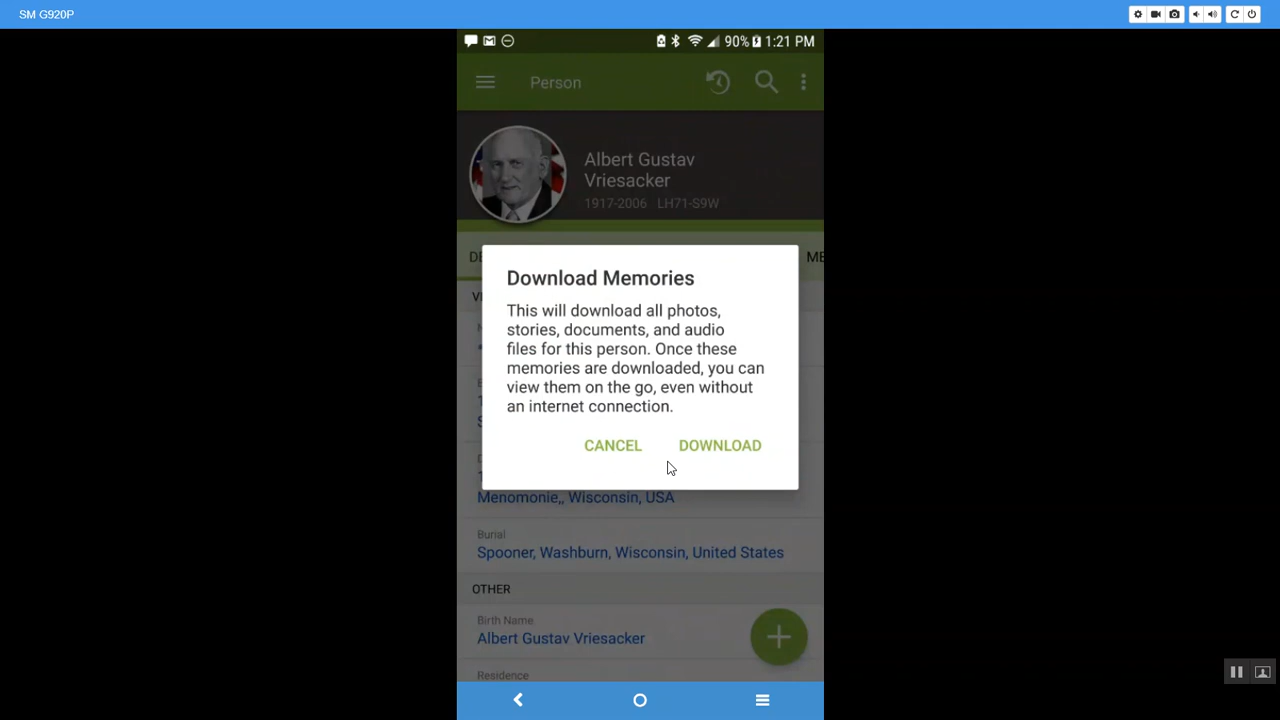 SM G920P
90% 1:21 PM
Person
Albert Gustav
Vriesacker
1917-2006 LH71-S9W
DE
ME
Download Memories
This will download all photos,
stories, documents, and audio
files for this person. Once these
memories are downloaded, you can
view them on the go, even without
an internet connection.
CANCEL DOWNLOAD
Menomonie,, Wisconsin, USA
Burial
Spooner, Washburn, Wisconsin, United States
OTHER
Birth Name
Albert Gustav Vriesacker
Residence